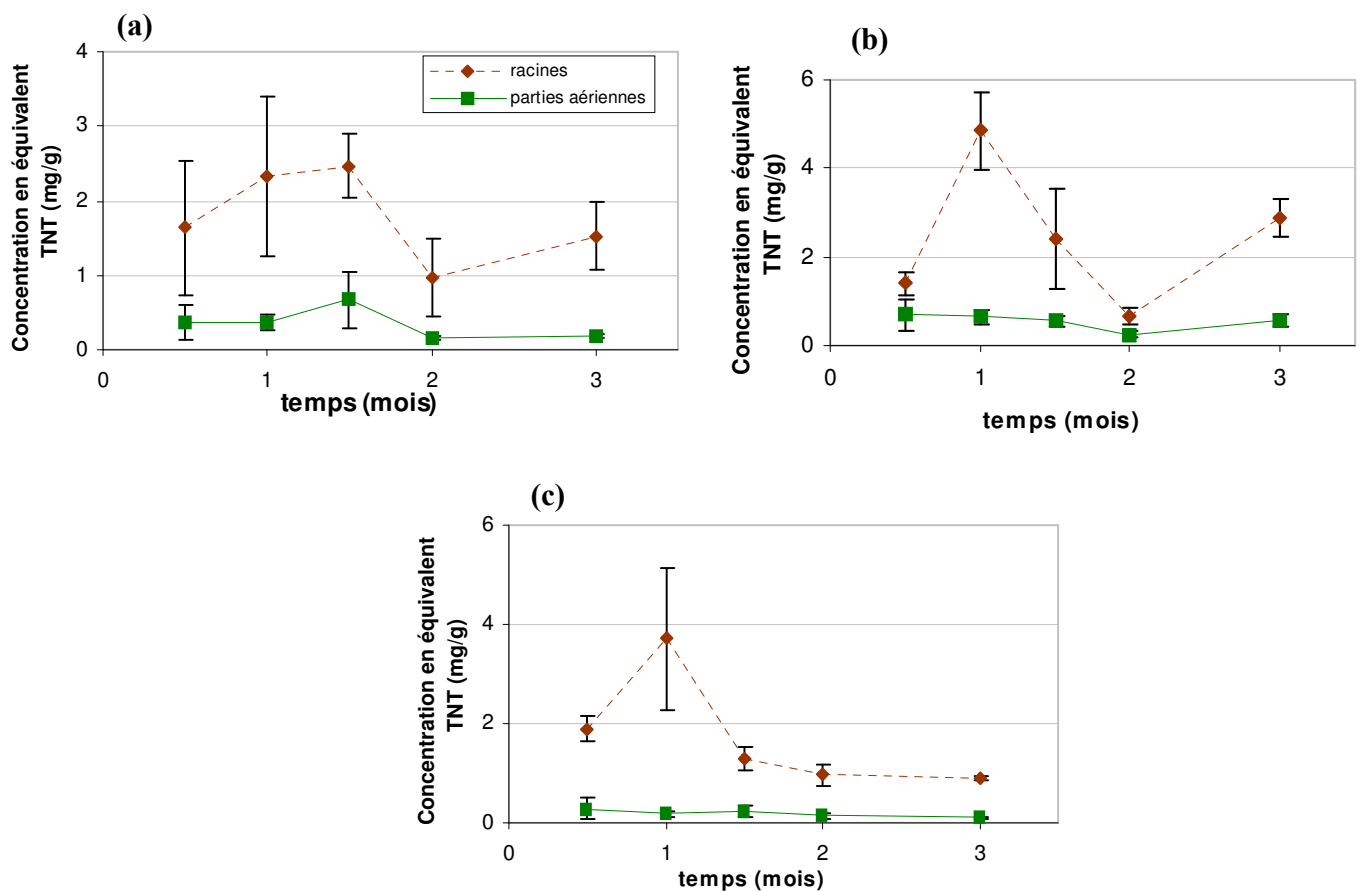 (a)
Concentration en équivalent
TNT (mg/g)
4
3
2
1
0
racines
parties aériennes
0 1 2 3
temps (mois)
(b)
Concentration en équivalent
TNT (mg/g)
6
4
2
0
0 1 2 3
temps (mois)
(c)
Concentration en équivalent
TNT (mg/g)
6
4
2
0
0 1 2 3
temps (mois)